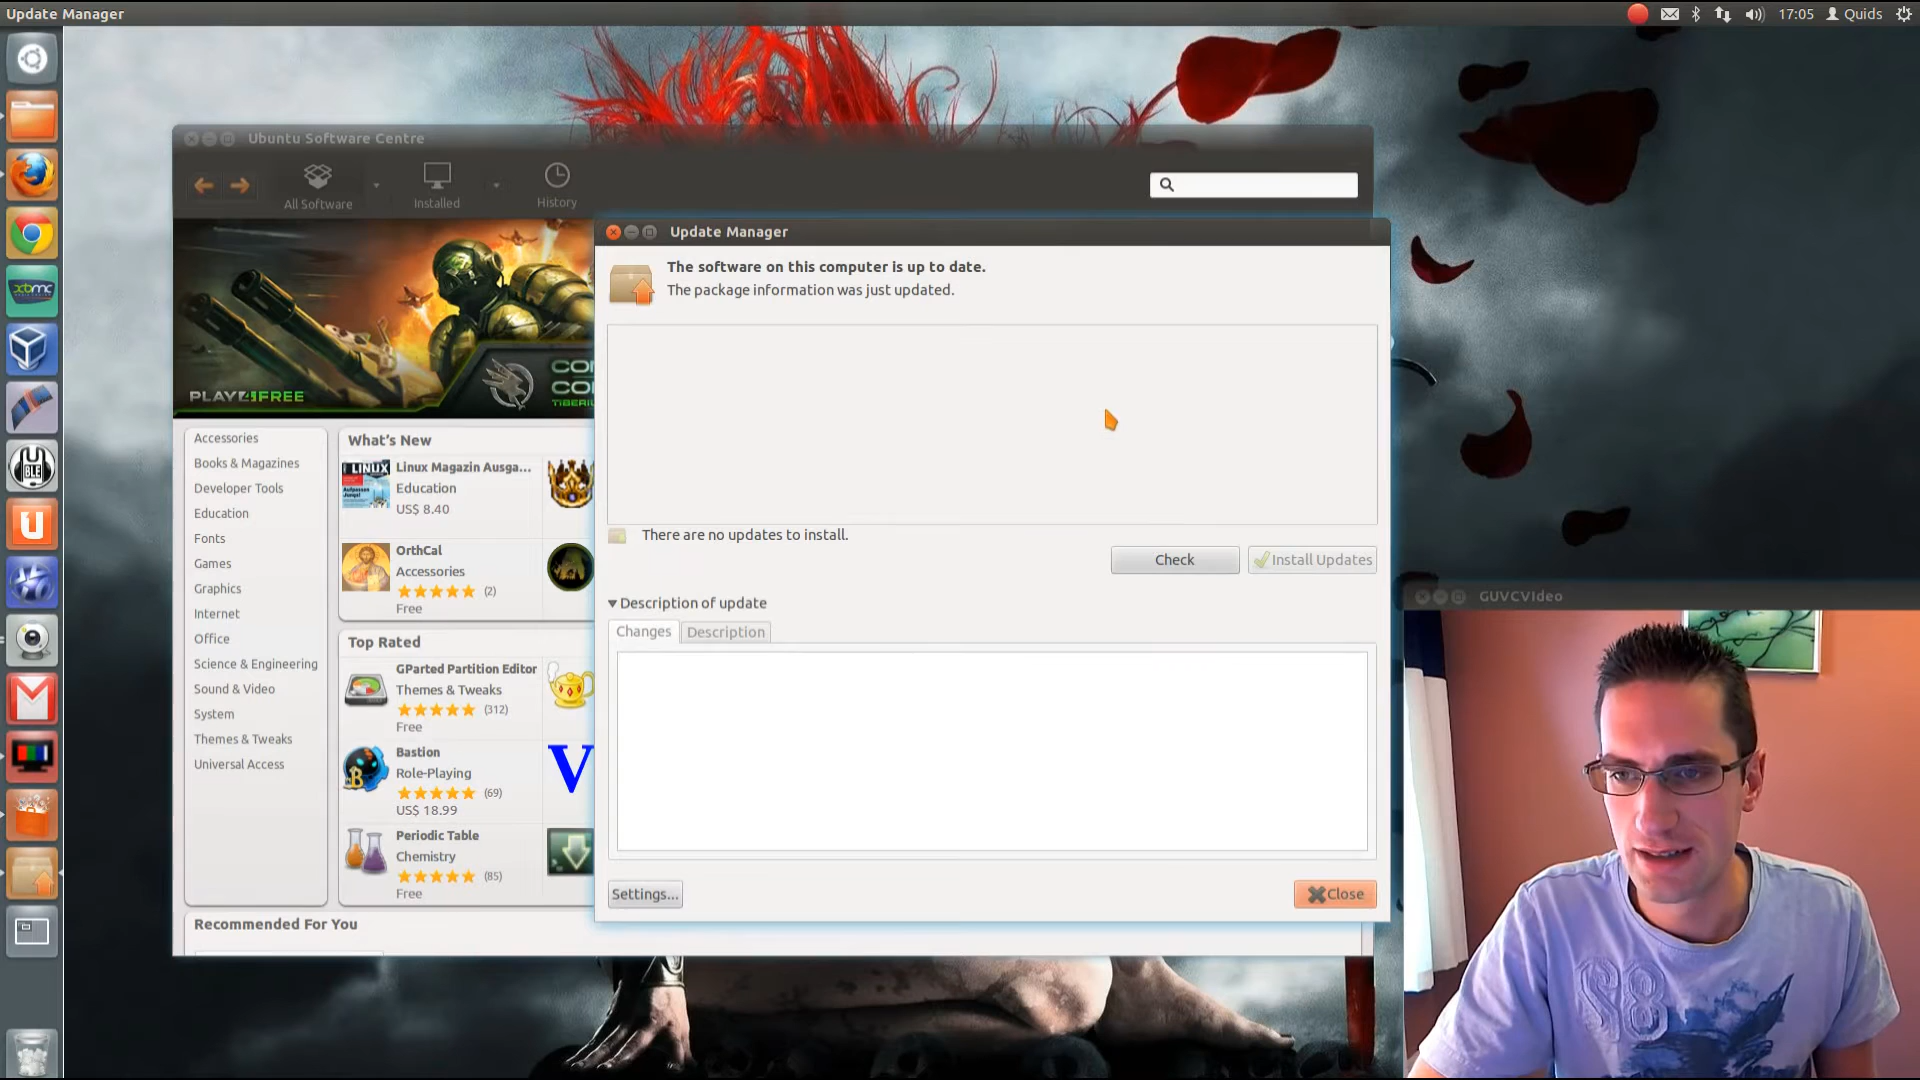 Update Manager
17:05 Quids
Ubuntu Software Centre
All Software
Installed
History
Update Manager
The software on this computer is up to date.
The package information was just updated.
PLAY4FREE
TIBERIU
Accessories
Books & Magazines
Developer Tools
Education
Fonts
Games
Graphics
Internet
Office
Science & Engineering
Sound & Video
System
Themes & Tweaks
Universal Access
What's New
LINUX
Linux Magazin Ausga...
Education
US$ 8.40
OrthCal
Accessories
(2)
Free
Top Rated
GParted Partition Editor
Themes & Tweaks
(312)
Free
Bastion
Role-Playing
(69)
US$ 18.99
Periodic Table
Chemistry
(85)
Free
V
Recommended For You
There are no updates to install.
Check
Install Updates
Description of update
Changes
Description
Settings...
Close
GUVCVIdeo
xbmc
U
BLE
U
M
B
98